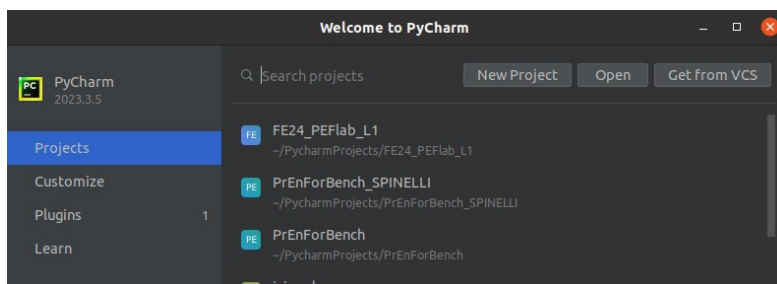 Welcome to PyCharm
PC
PyCharm
2023.3.5
Projects
Customize
Plugins 1
Learn
Search projects
New Project
Open
Get from VCS
FE
FE24_PEFlab_L1
~/PycharmProjects/FE24_PEFlab_L1
PE
PrEnForBench_SPINELLI
~/PycharmProjects/PrEnForBench_SPINELLI
PE
PrEnForBench
~/PycharmProjects/PrEnForBench